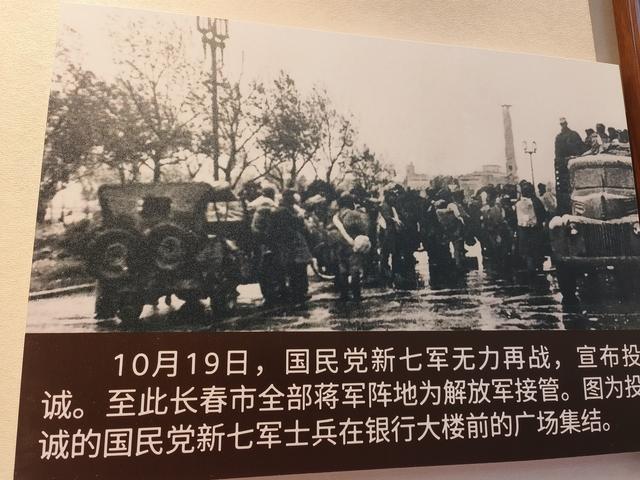 10月19日，国民党新七军无力再战，宣布投
诚。至此长春市全部蒋军阵地为解放军接管。图为投
诚的国民党新七军士兵在银行大楼前的广场集结。